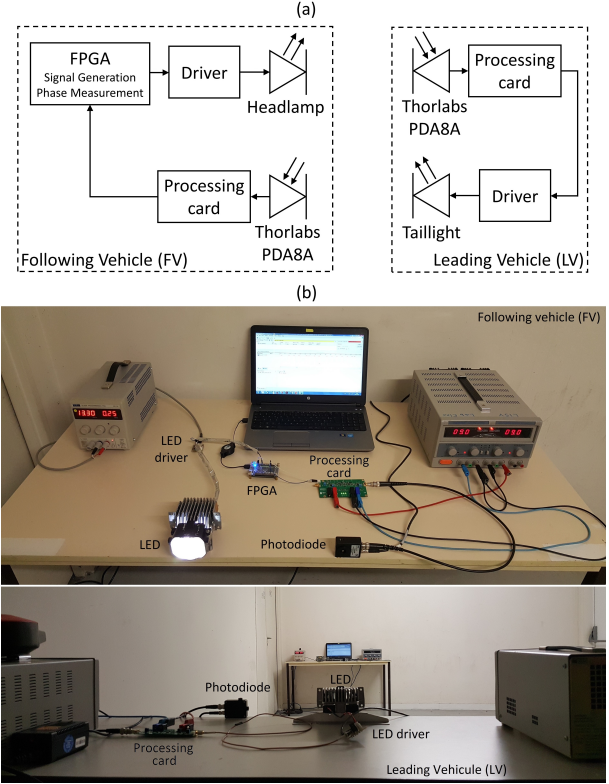 (a)
FPGA
Signal Generation
Phase Measurement
Driver
Headlamp
Processing
card
Thorlabs
PDA8A
Following Vehicle (FV)
Thorlabs
PDA8A
Processing
card
Taillight
Driver
Leading Vehicle (LV)
(b)
Following vehicle (FV)
LED
driver
Processing
card
FPGA
LED
Photodiode
Photodiode
LED
LED driver
Processing
card
Leading Vehicule (LV)